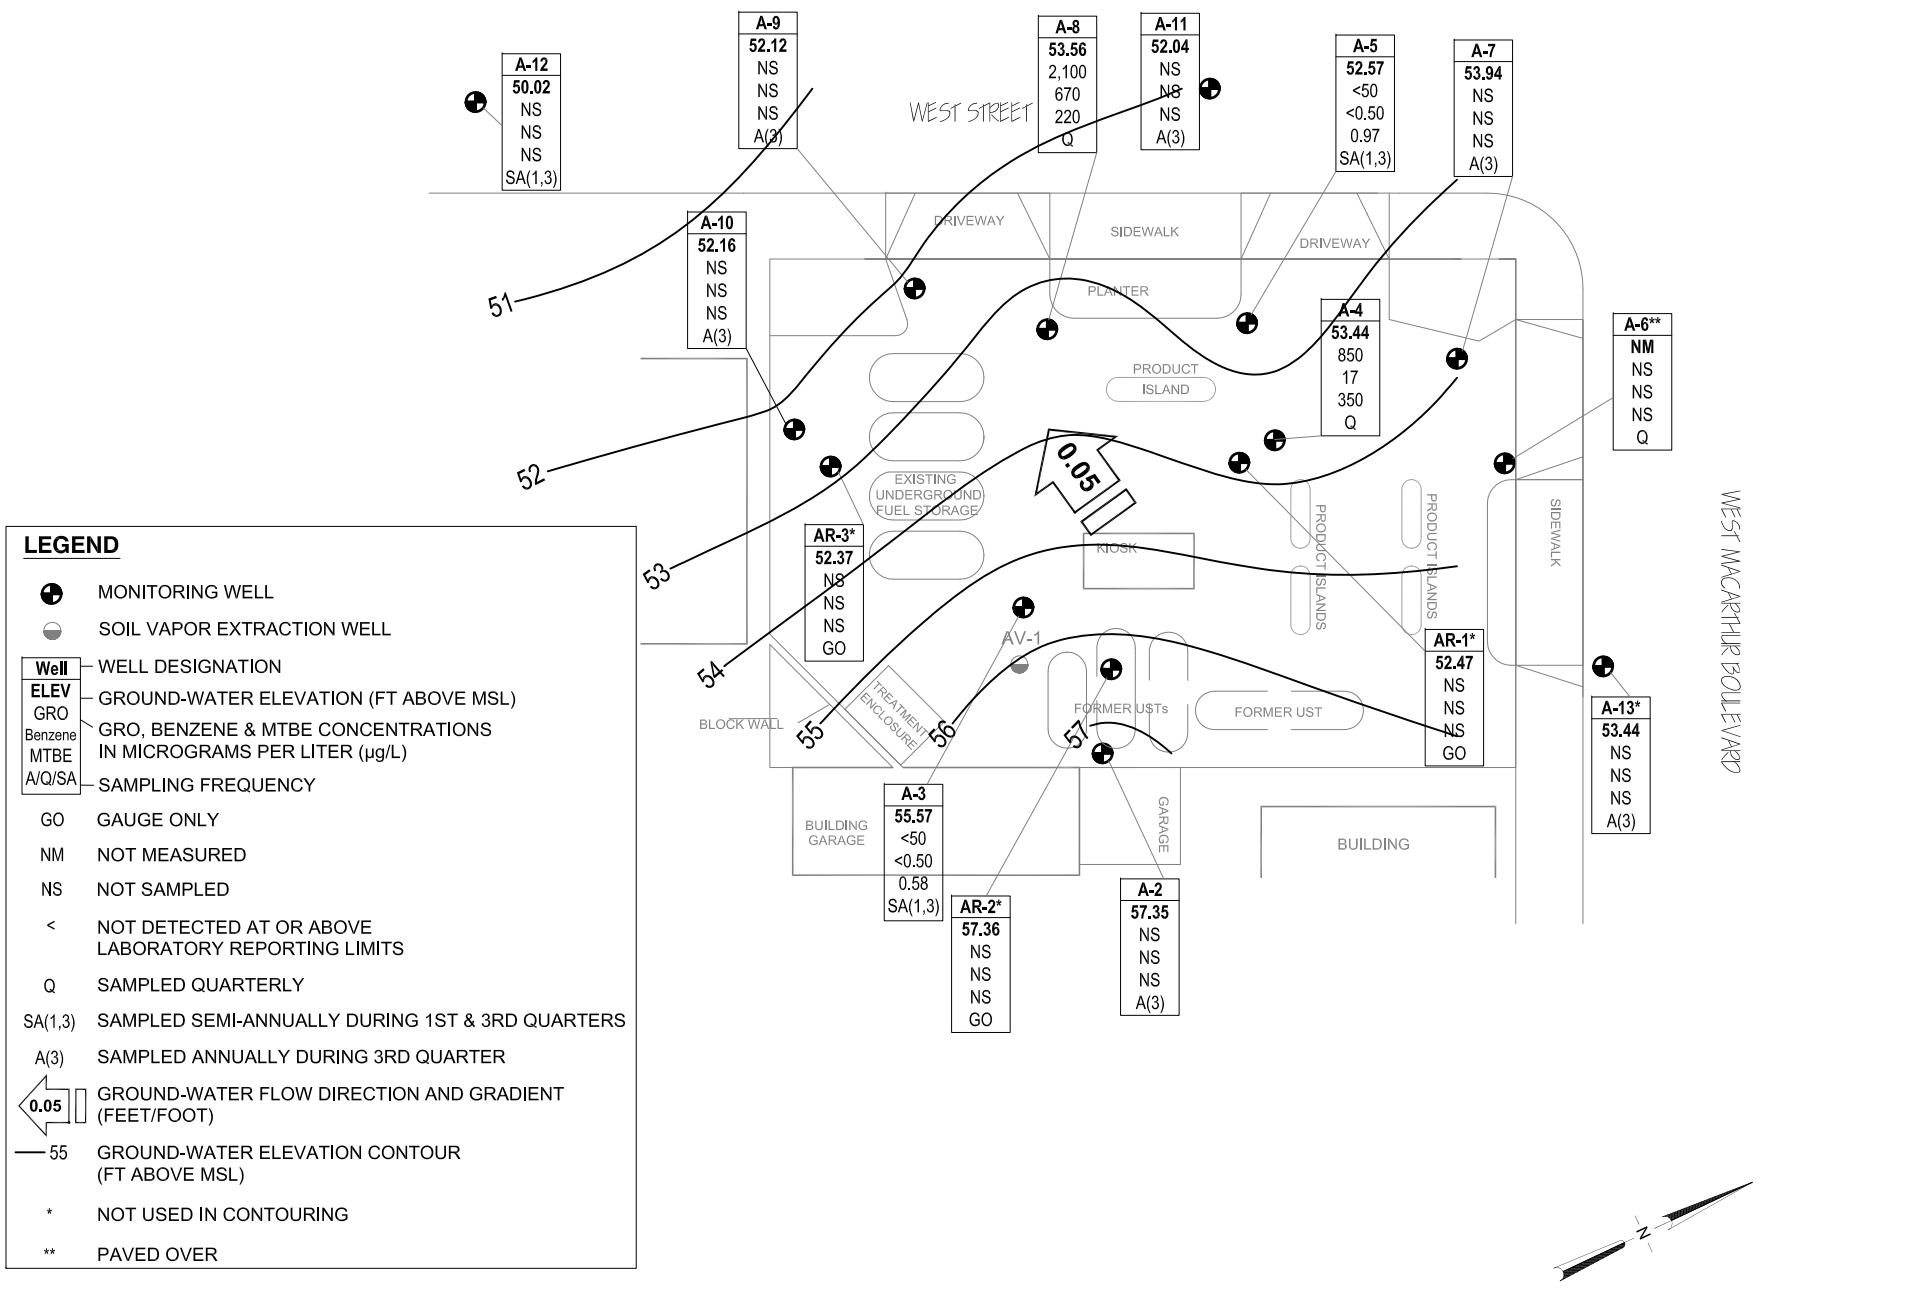 A-12
50.02
NS
NS
NS
SA(1,3)
A-9
52.12
NS
NS
NS
A(3)
WEST STREET
A-8
53.56
2,100
670
220
Q
A-11
52.04
NS
NS
NS
A(3)
A-5
52.57
<50
<0.50
0.97
SA(1,3)
A-7
53.94
NS
NS
NS
A(3)
A-10
52.16
NS
NS
NS
A(3)
DRIVEWAY
SIDEWALK
DRIVEWAY
PLANTER
51
52
53
54
55
56
57
PRODUCT
ISLAND
A-4
53.44
850
17
350
Q
A-6**
NM
NS
NS
NS
Q
EXISTING
UNDERGROUND
FUEL STORAGE
0.05
KIOSK
PRODUCT ISLANDS
PRODUCT ISLANDS
SIDEWALK
WEST MACARTHUR BOULEVARD
AR-3*
52.37
NS
NS
NS
GO
AV-1
AR-1*
52.47
NS
NS
NS
GO
A-13*
53.44
NS
NS
NS
A(3)
BLOCK WALL
TREATMENT
ENCLOSURE
FORMER USTs
FORMER UST
BUILDING
GARAGE
GARAGE
BUILDING
A-3
55.57
<50
<0.50
0.58
SA(1,3)
AR-2*
57.36
NS
NS
NS
GO
A-2
57.35
NS
NS
NS
A(3)
LEGEND
MONITORING WELL
SOIL VAPOR EXTRACTION WELL
Well
ELEV
GRO
Benzene
MTBE
A/Q/SA
WELL DESIGNATION
GROUND-WATER ELEVATION (FT ABOVE MSL)
GRO, BENZENE & MTBE CONCENTRATIONS
IN MICROGRAMS PER LITER (µg/L)
SAMPLING FREQUENCY
GO GAUGE ONLY
NM NOT MEASURED
NS NOT SAMPLED
< NOT DETECTED AT OR ABOVE
LABORATORY REPORTING LIMITS
Q SAMPLED QUARTERLY
SA(1,3) SAMPLED SEMI-ANNUALLY DURING 1ST & 3RD QUARTERS
A(3) SAMPLED ANNUALLY DURING 3RD QUARTER
0.05 GROUND-WATER FLOW DIRECTION AND GRADIENT
(FEET/FOOT)
55 GROUND-WATER ELEVATION CONTOUR
(FT ABOVE MSL)
* NOT USED IN CONTOURING
** PAVED OVER
N